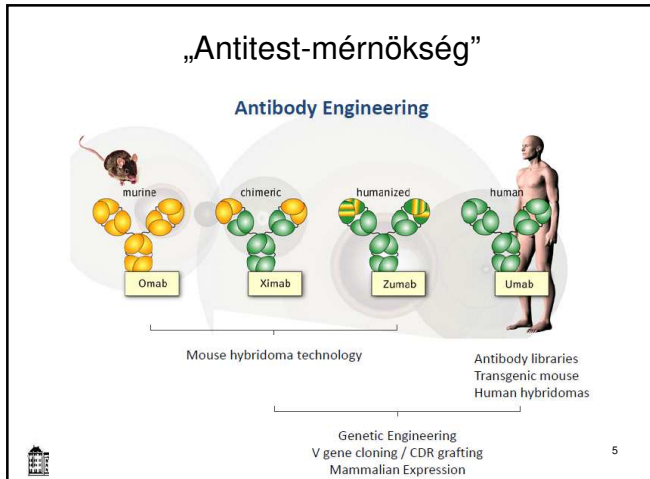 „Antitest-mérnökség”
Antibody Engineering
murine chimeric humanized human
Omab Ximab Zumab Umab
Mouse hybridoma technology
Antibody libraries
Transgenic mouse
Human hybridomas
Genetic Engineering
V gene cloning / CDR grafting
Mammalian Expression
5